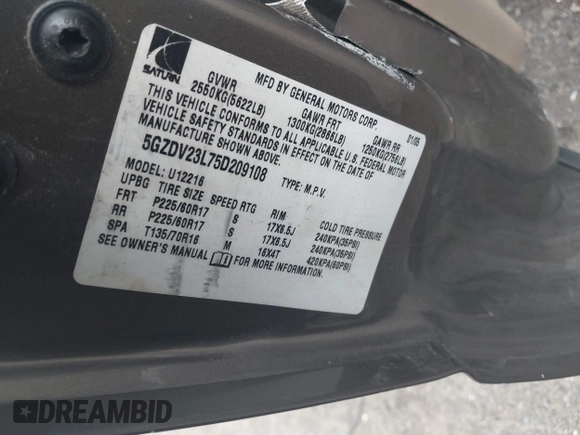 SATURN
MFD BY GENERAL MOTORS CORP. 01/05
GVWR GAWR FRT GAWR RR
2550KG(5622LB) 1300KG(2866LB) 1250KG(2756LB)
THIS VEHICLE CONFORMS TO ALL APPLICABLE U.S. FEDERAL MOTOR
VEHICLE SAFETY STANDARDS IN EFFECT ON THE DATE OF
MANUFACTURE SHOWN ABOVE.
5GZDV23L75D209108 TYPE: M.P.V.
MODEL: U12216
UPBG TIRE SIZE SPEED RTG RIM COLD TIRE PRESSURE
FRT P225/60R17 S 17X6.5J 240KPA(35PSI)
RR P225/60R17 S 17X6.5J 240KPA(35PSI)
SPA T135/70R16 M 16X4T 420KPA(60PSI)
SEE OWNER'S MANUAL FOR MORE INFORMATION.
DREAMBID